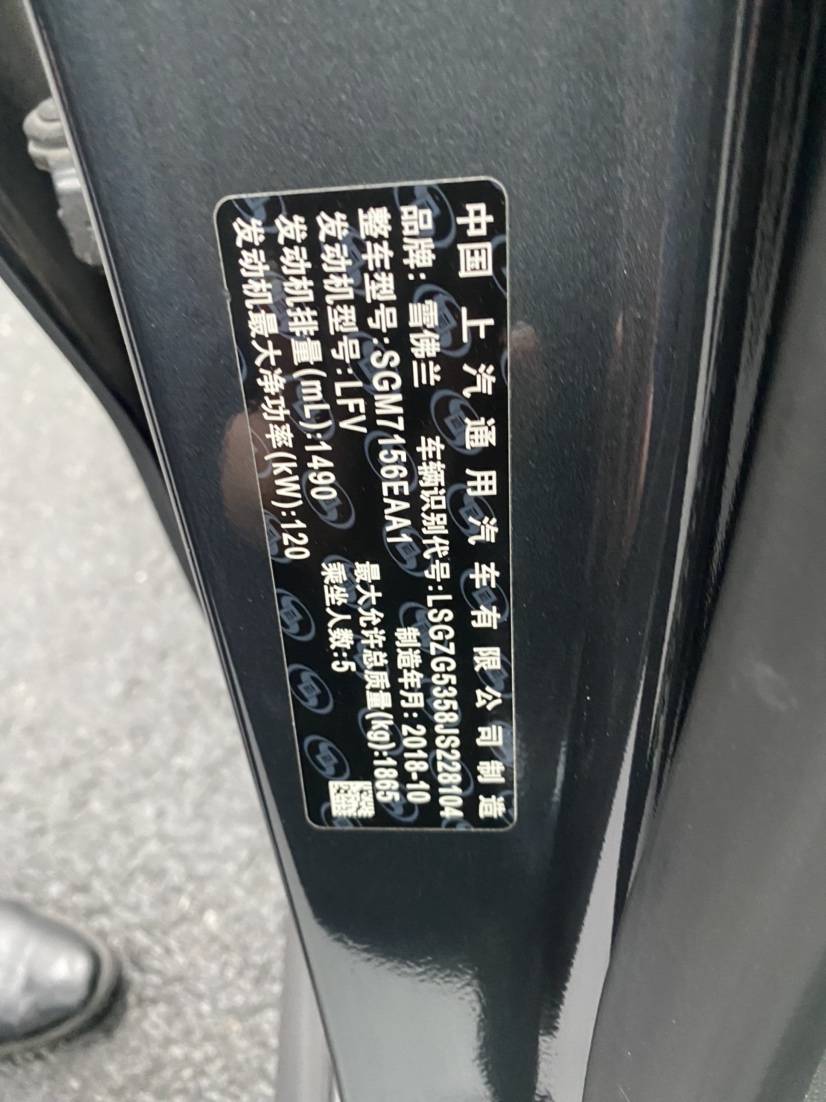 中国上汽通用汽车有限公司制造
品牌: 雪佛兰 车辆识别代号:LSGZG5358JS228104
整车型号:SGM7156EAA1 制造年月: 2018-10
发动机型号:LFV 最大允许总质量(kg):1865
发动机排量(mL):1490 乘坐人数:5
发动机最大净功率(kW):120